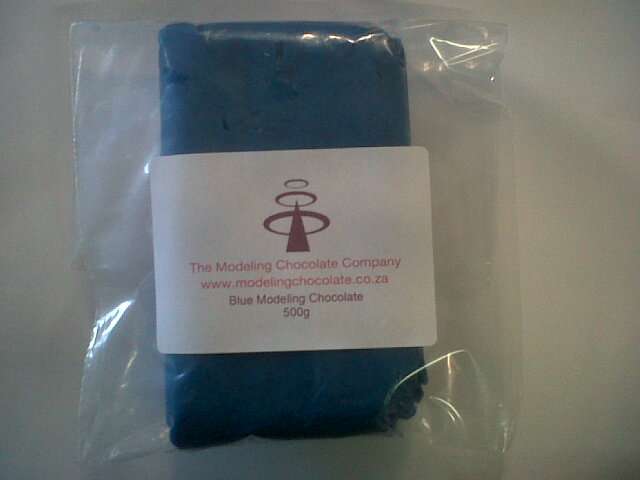 The Modeling Chocolate Company
www.modelingchocolate.co.za
Blue Modeling Chocolate
500g